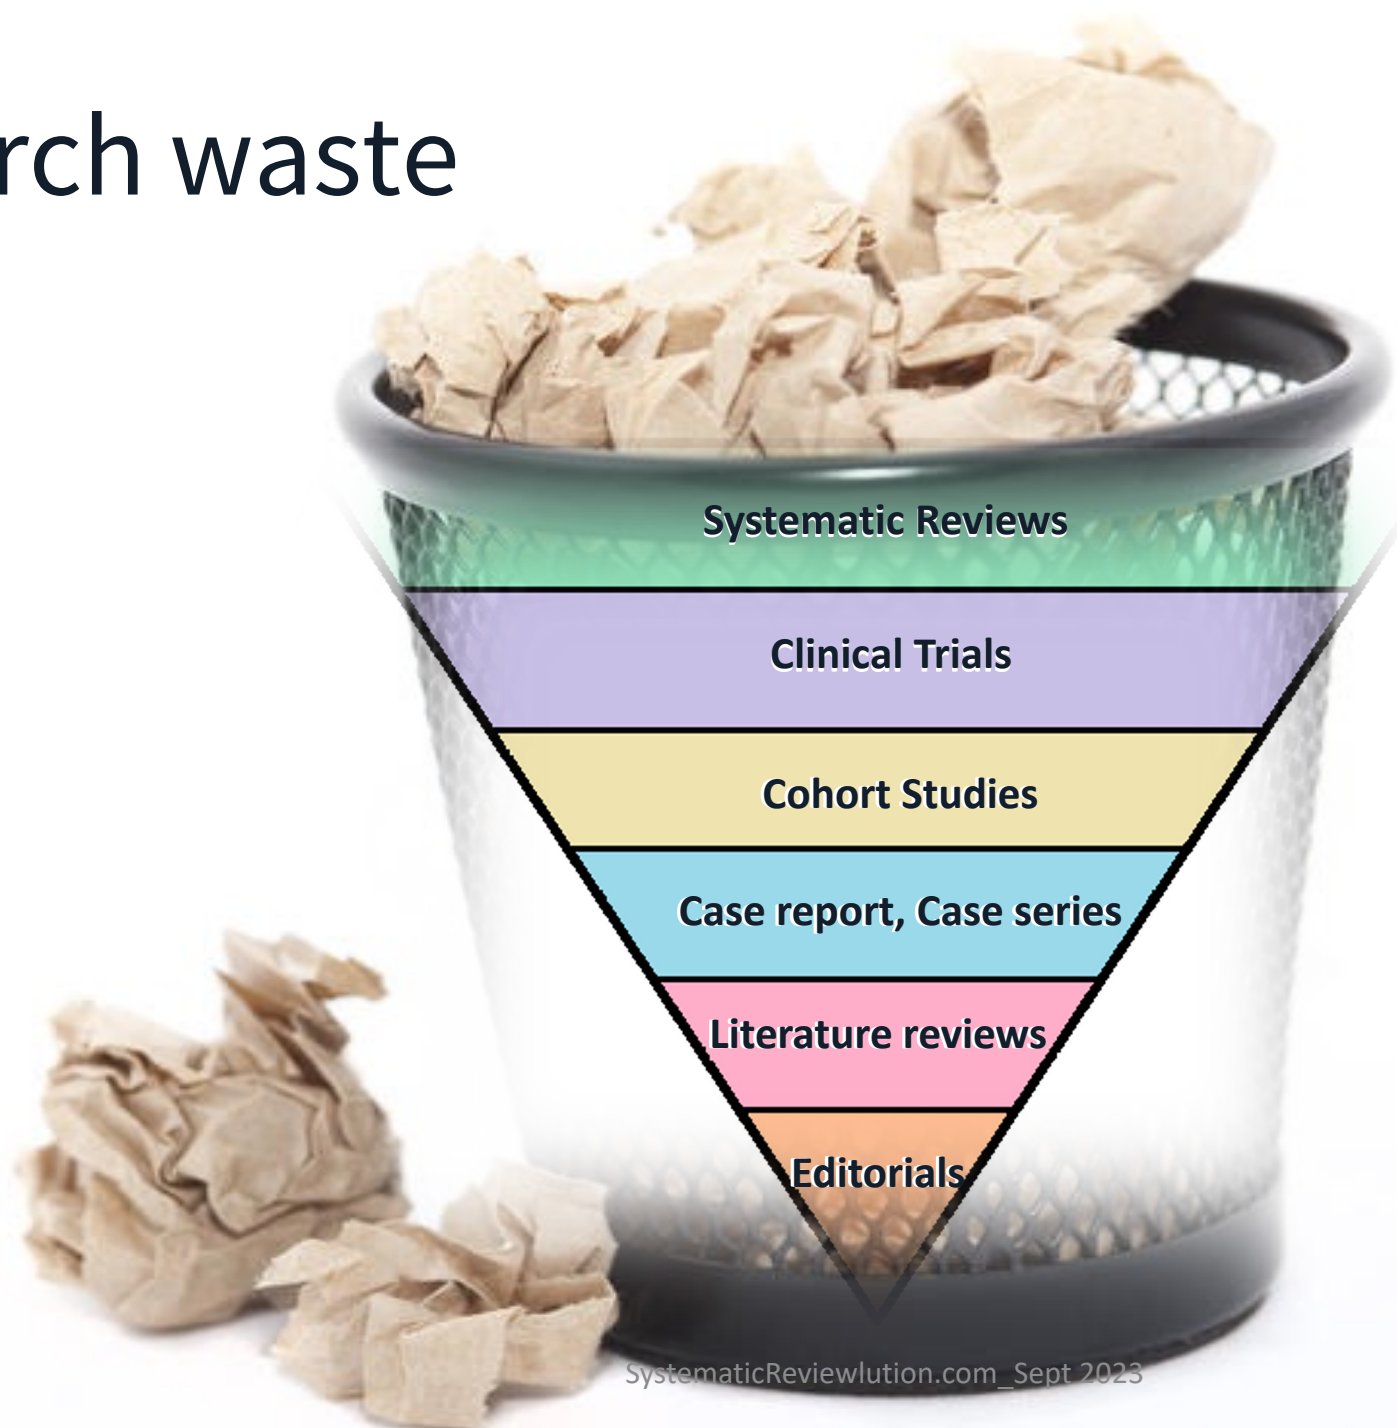 rch waste
Systematic Reviews
Clinical Trials
Cohort Studies
Case report, Case series
Literature reviews
Editorials
SystematicReviewlution.com_Sept 2023